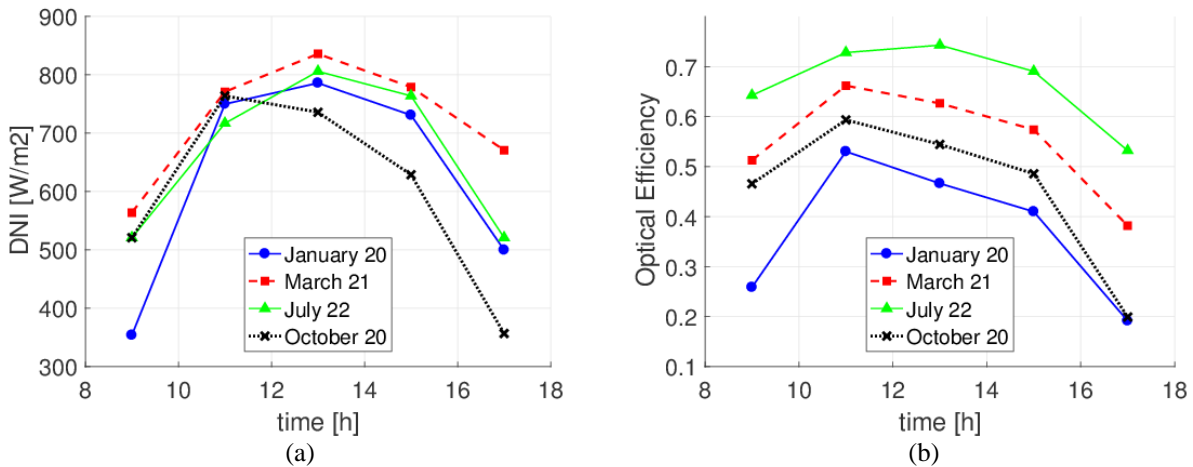 900
800
700
600
500
400
300
DNI [W/m2]
8 10 12 14 16 18
time [h]
January 20
March 21
July 22
October 20
(a)
0.7
0.6
0.5
0.4
0.3
0.2
0.1
Optical Efficiency
8 10 12 14 16 18
time [h]
January 20
March 21
July 22
October 20
(b)